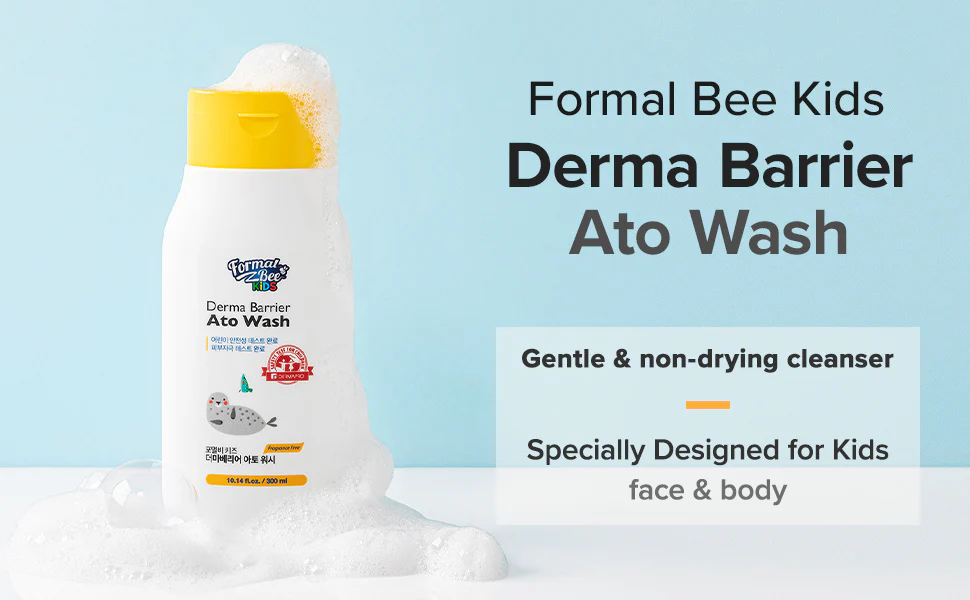 Formal Bee Kids
Derma Barrier
Ato Wash
Gentle & non-drying cleanser
Specially Designed for Kids
face & body
Formal
Bee
KiDS
Derma Barrier
Ato Wash
어린이 안전성 테스트 완료
피부자극 테스트 완료
DERMAPRO
Fragrance Free
포멀비 키즈
더마베리어 아토 워시
10.14 fl.oz. / 300 ml